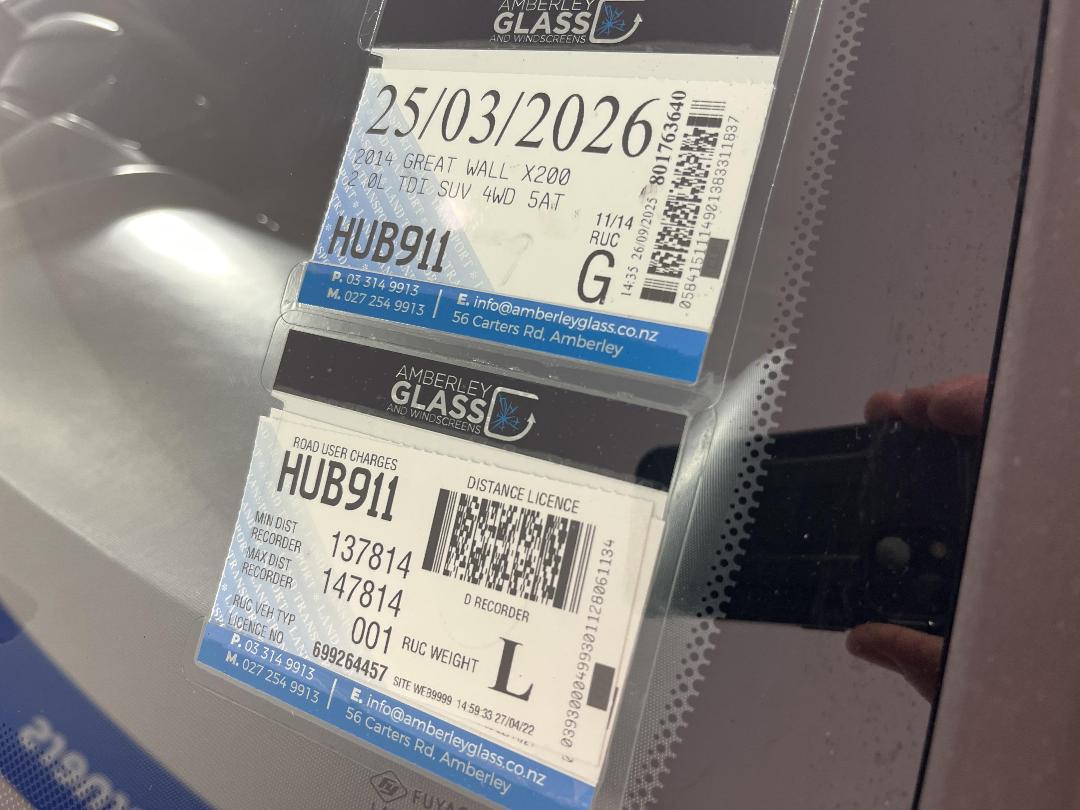 AMBERLEY
GLASS
AND WINDSCREENS
25/03/2026
2014 GREAT WALL X200
2 0L TDI SUV 4WD 5AT
HUB911
11/14
RUC
G
14:35 26/09/2025 801763640
P. 03 314 9913
M. 027 254 9913
E. info@amberleyglass.co.nz
56 Carters Rd, Amberley
AMBERLEY
GLASS
AND WINDSCREENS
ROAD USER CHARGES
HUB911
DISTANCE LICENCE
MIN DIST
RECORDER 137814
MAX DIST
RECORDER 147814
D RECORDER
RUC VEH TYP 001
RUC WEIGHT L
LICENCE NO 699264457
SITE WEB9999 14:59:33 27/04/22
0393000499301128061134
P. 03 314 9913
M. 027 254 9913
E. info@amberleyglass.co.nz
56 Carters Rd, Amberley